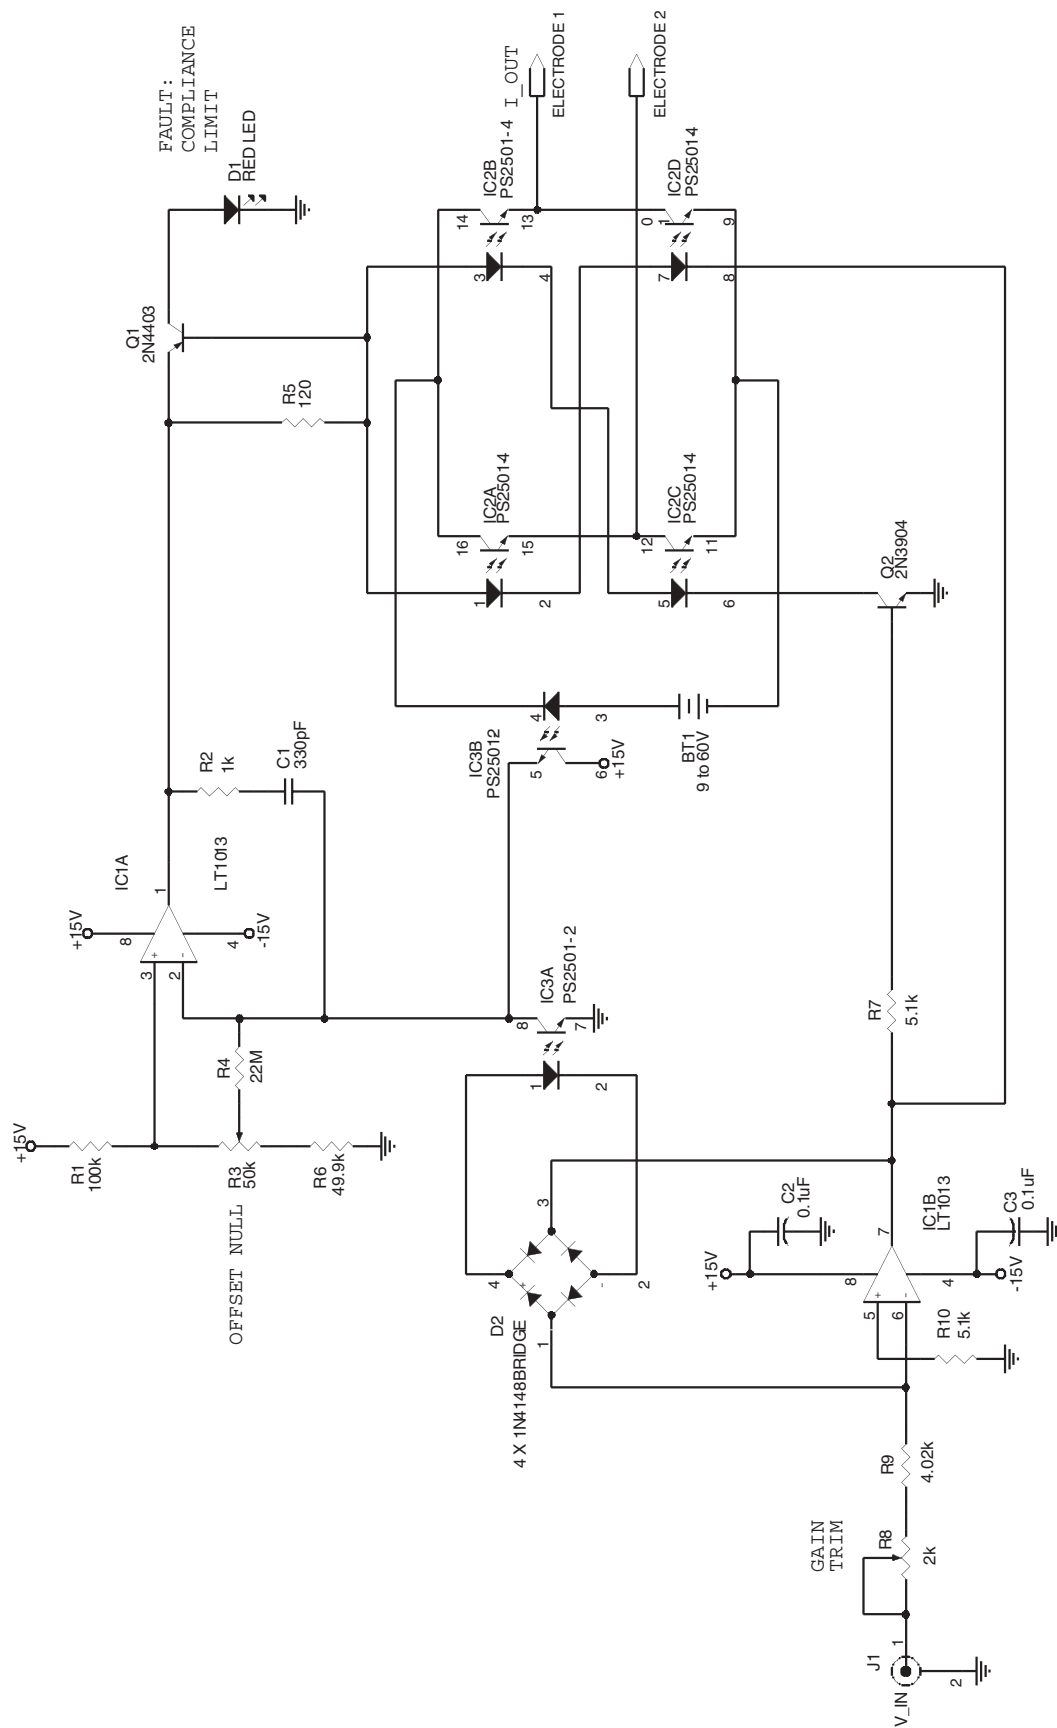 FAULT:
COMPLIANCE
LIMIT
D1
RED LED
Q1
2N4403
R5
120
R2
1k
C1
330pF
IC1A
LT1013
+15V
8
1
3
2
+
-
4
-15V
+15V
R1
100k
R3
50k
OFFSET NULL
R4
22M
R6
49.9k
I_OUT
ELECTRODE 1
ELECTRODE 2
IC2B
PS2501-4
14
13
3
4
IC2D
PS25014
0
1
9
7
8
IC2A
PS25014
16
15
1
2
IC2C
PS25014
12
11
5
6
Q2
2N3904
IC3B
PS25012
4
3
5
6
+15V
BT1
9 to 60V
IC3A
PS2501-2
8
7
1
2
D2
4 X 1N4148BRIDGE
4
3
1
2
+
-
R7
5.1k
+15V
C2
0.1uF
IC1B
LT1013
7
8
5
6
+
-
4
-15V
C3
0.1uF
R10
5.1k
R9
4.02k
GAIN
TRIM
R8
2k
J1
1
2
V_IN